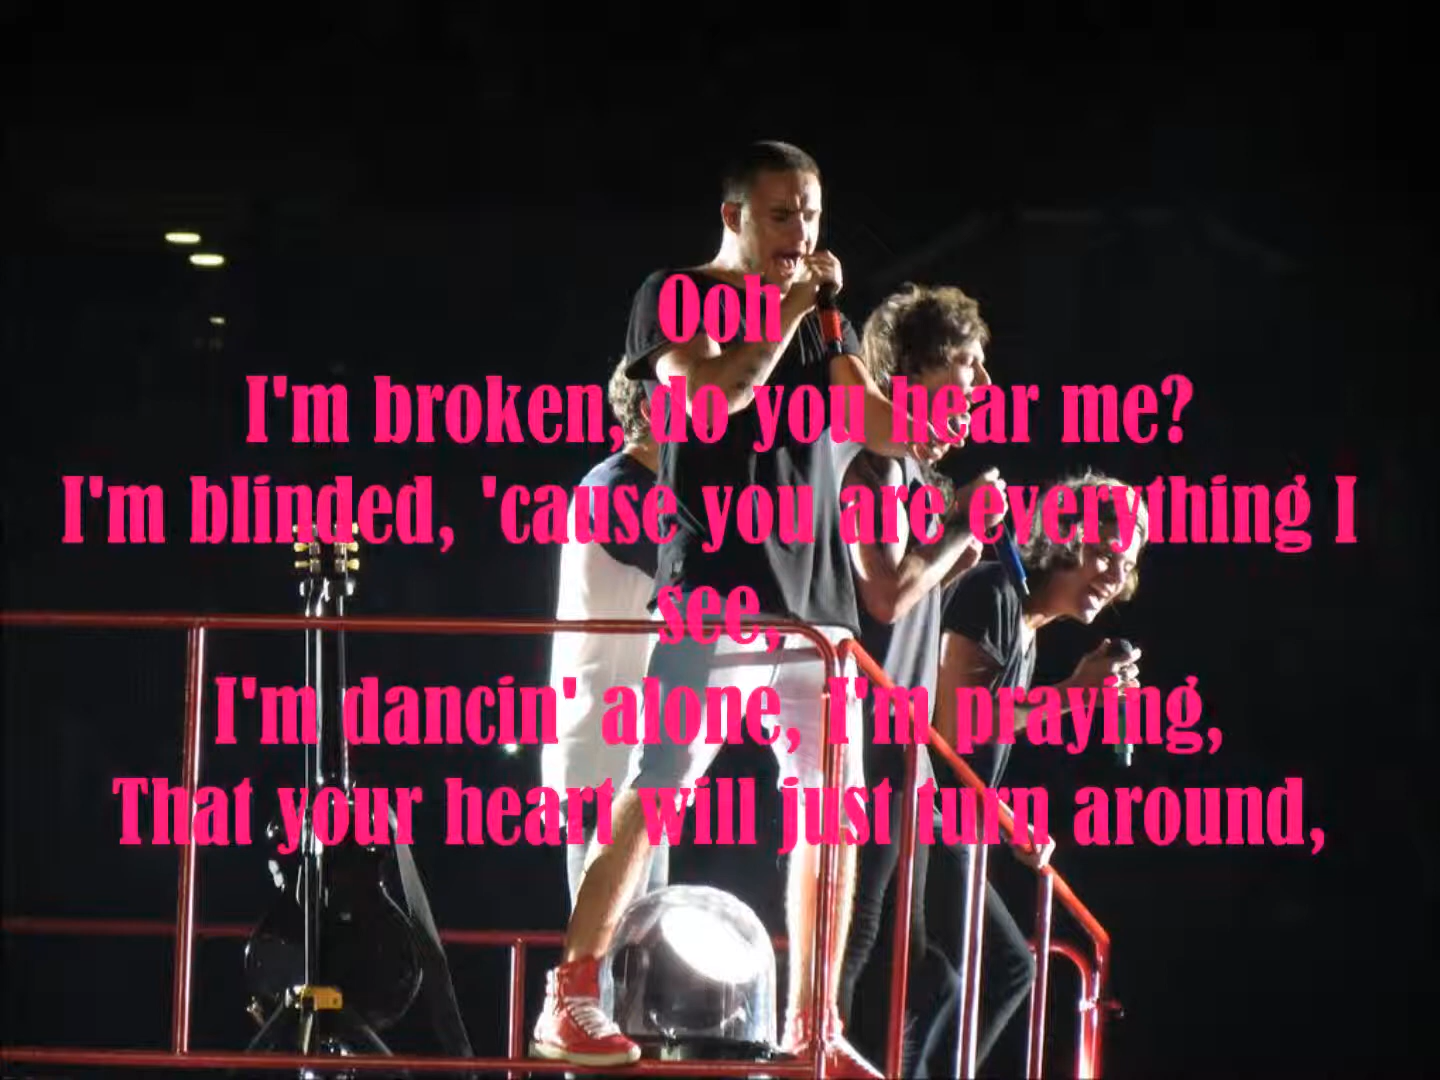 Ooh
I'm broken, do you hear me?
I'm blinded, 'cause you are everything I
see,
I'm dancin' alone, I'm praying,
That your heart will just turn around,